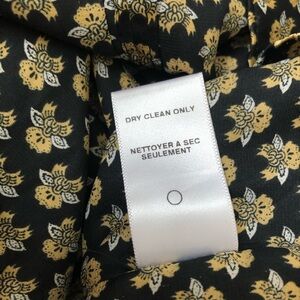 DRY CLEAN ONLY
NETTOYER A SEC
SEULEMENT